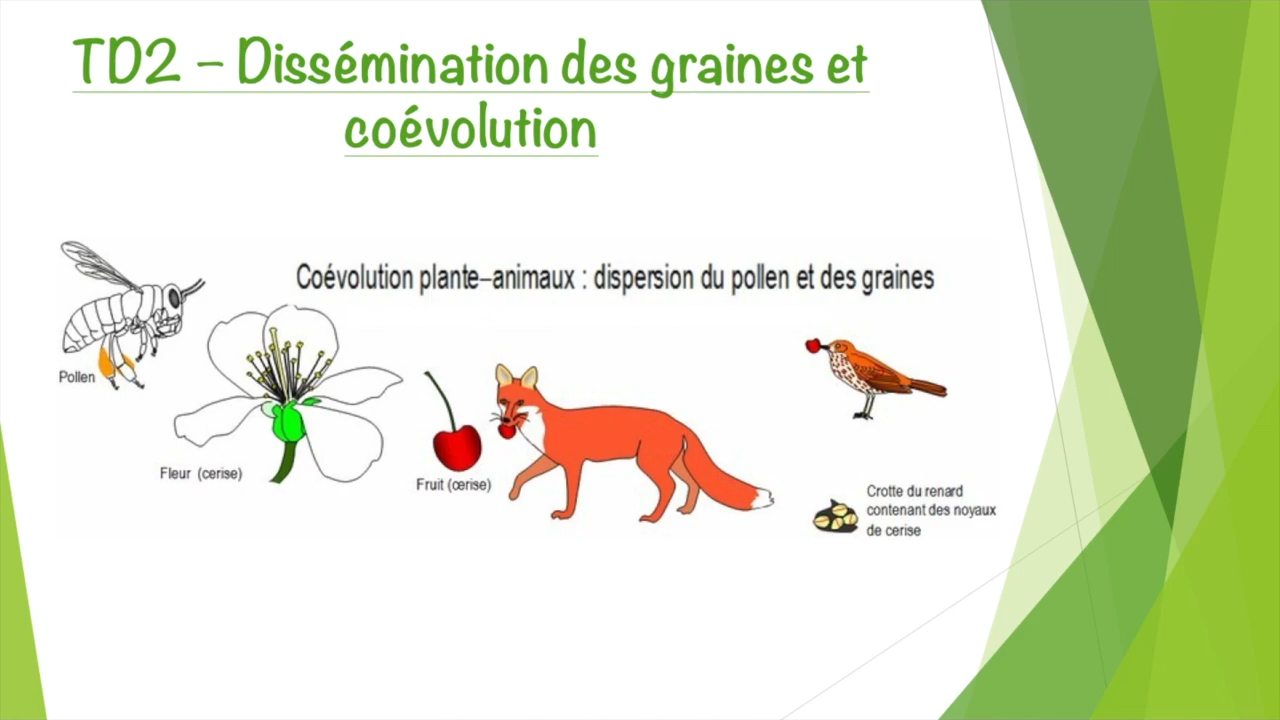 TD2 – Dissémination des graines et
coévolution
Coévolution plante–animaux : dispersion du pollen et des graines
Pollen
Fleur (cerise)
Fruit (cerise)
Crotte du renard
contenant des noyaux
de cerise